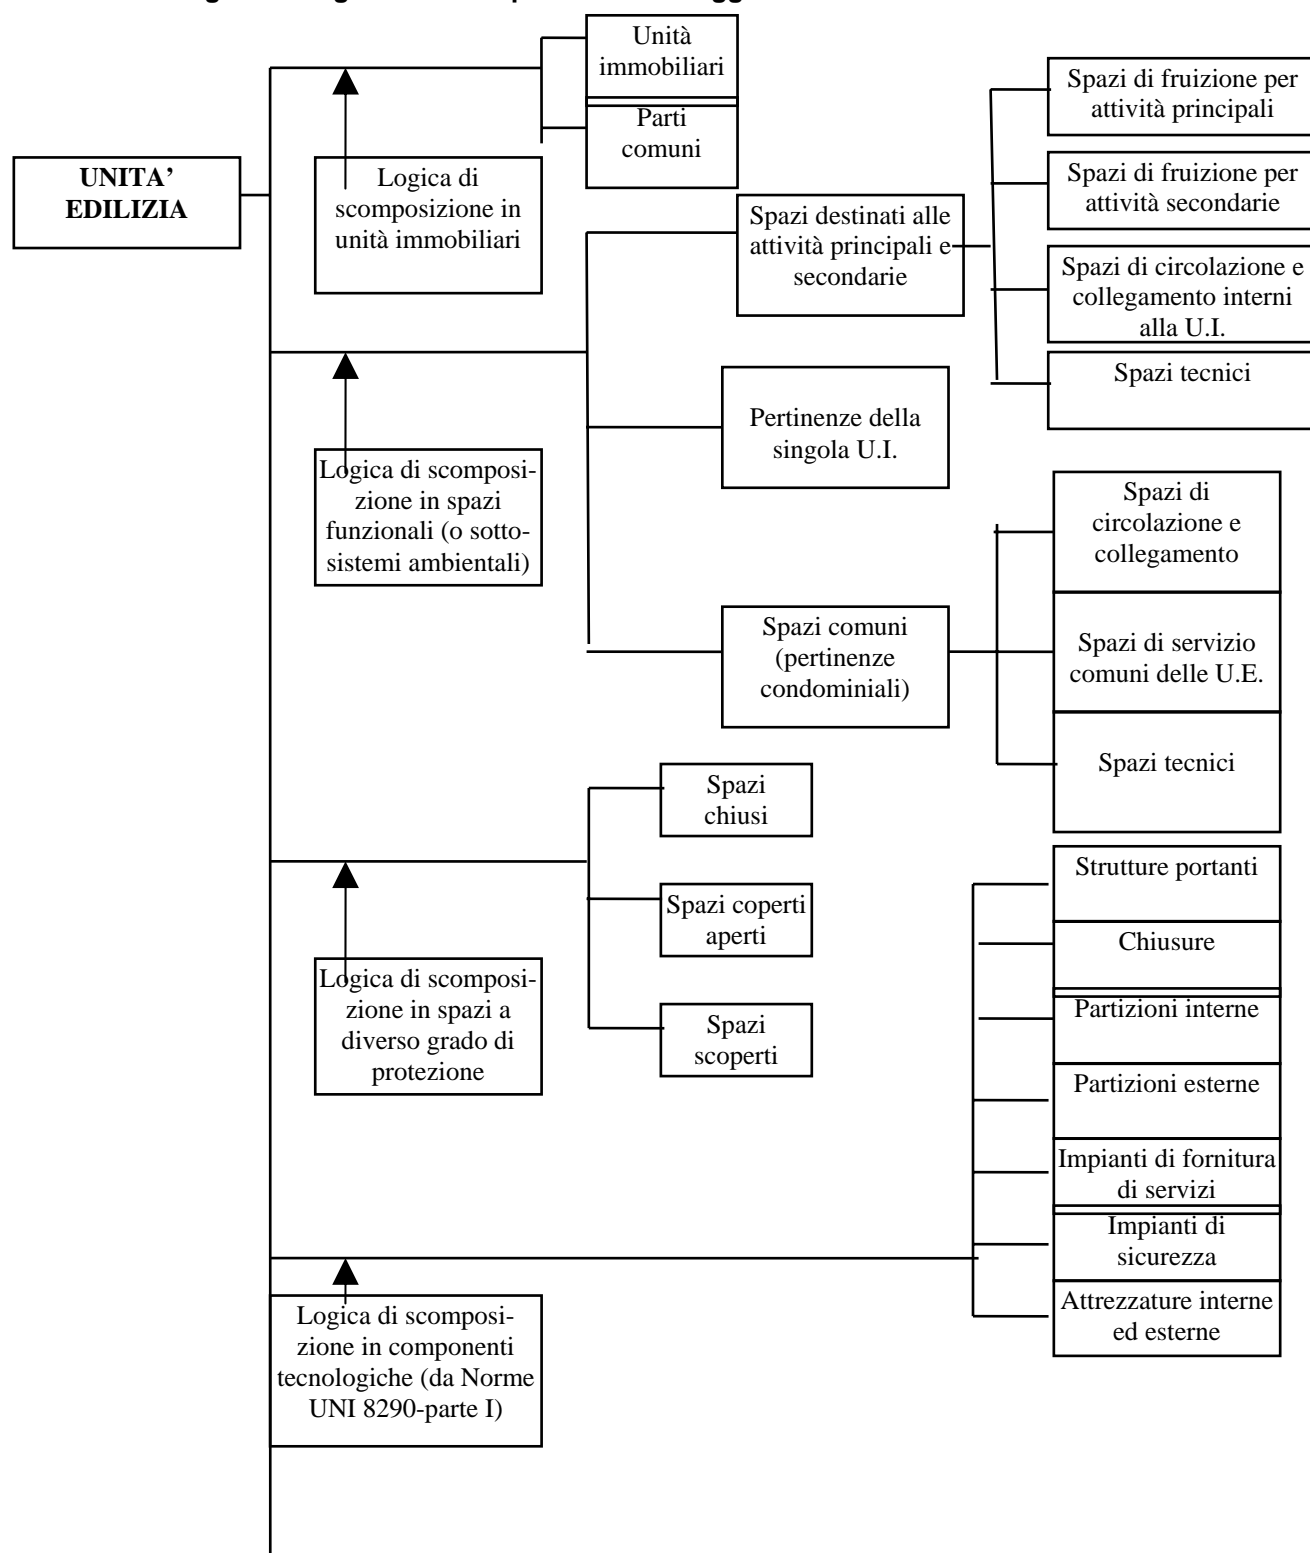 Unità
immobiliari
Parti
comuni
UNITA’
EDILIZIA
Logica di
scomposizione in
unità immobiliari
Spazi destinati alle
attività principali e
secondarie
Spazi di fruizione per
attività principali
Spazi di fruizione per
attività secondarie
Spazi di circolazione e
collegamento interni
alla U.I.
Spazi tecnici
Logica di scomposi-
zione in spazi
funzionali (o sotto-
sistemi ambientali)
Pertinenze della
singola U.I.
Spazi comuni
(pertinenze
condominiali)
Spazi di
circolazione e
collegamento
Spazi di servizio
comuni delle U.E.
Spazi tecnici
Logica di scomposi-
zione in spazi a
diverso grado di
protezione
Spazi
chiusi
Spazi coperti
aperti
Spazi
scoperti
Logica di scomposi-
zione in componenti
tecnologiche (da Norme
UNI 8290-parte I)
Strutture portanti
Chiusure
Partizioni interne
Partizioni esterne
Impianti di fornitura
di servizi
Impianti di
sicurezza
Attrezzature interne
ed esterne